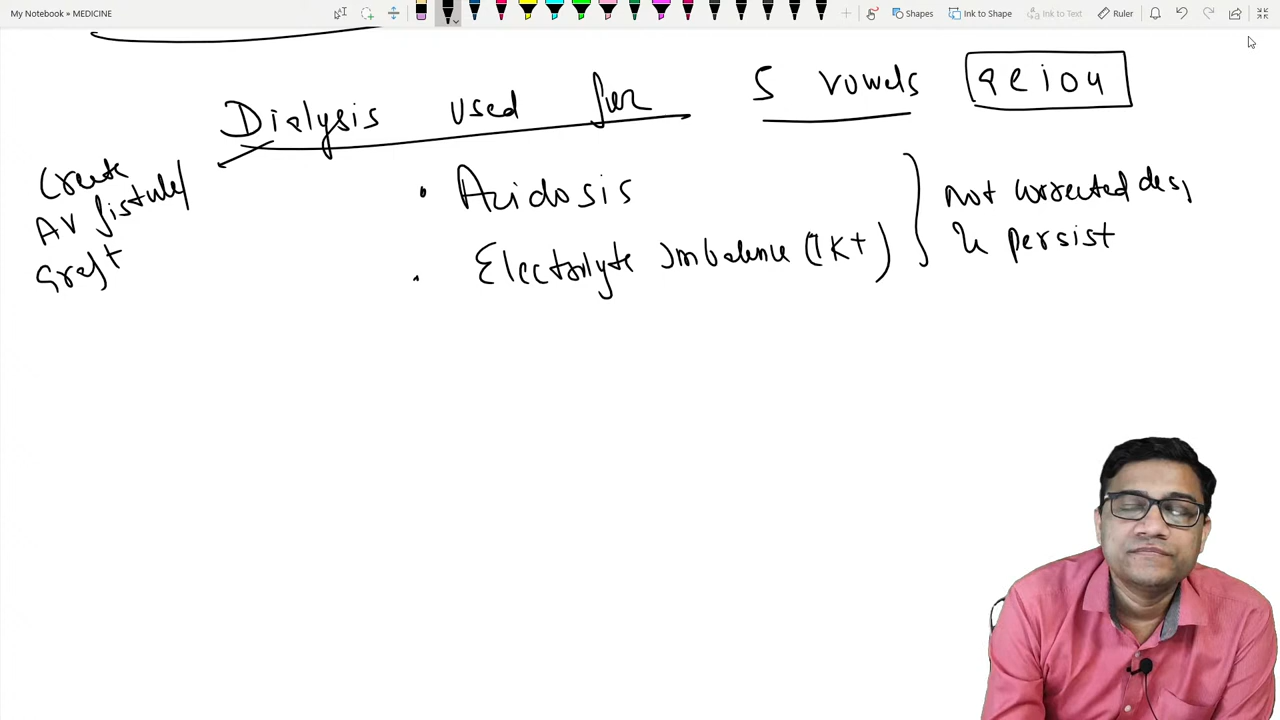 My Notebook » MEDICINE
Shapes
Ink to Shape
Ink to Text
Ruler
Dialysis used for 5 vowels aeiou
Create
AV fistula/
Graft
• Acidosis
• Electrolyte Imbalance (↑K+)
not corrected
& persist